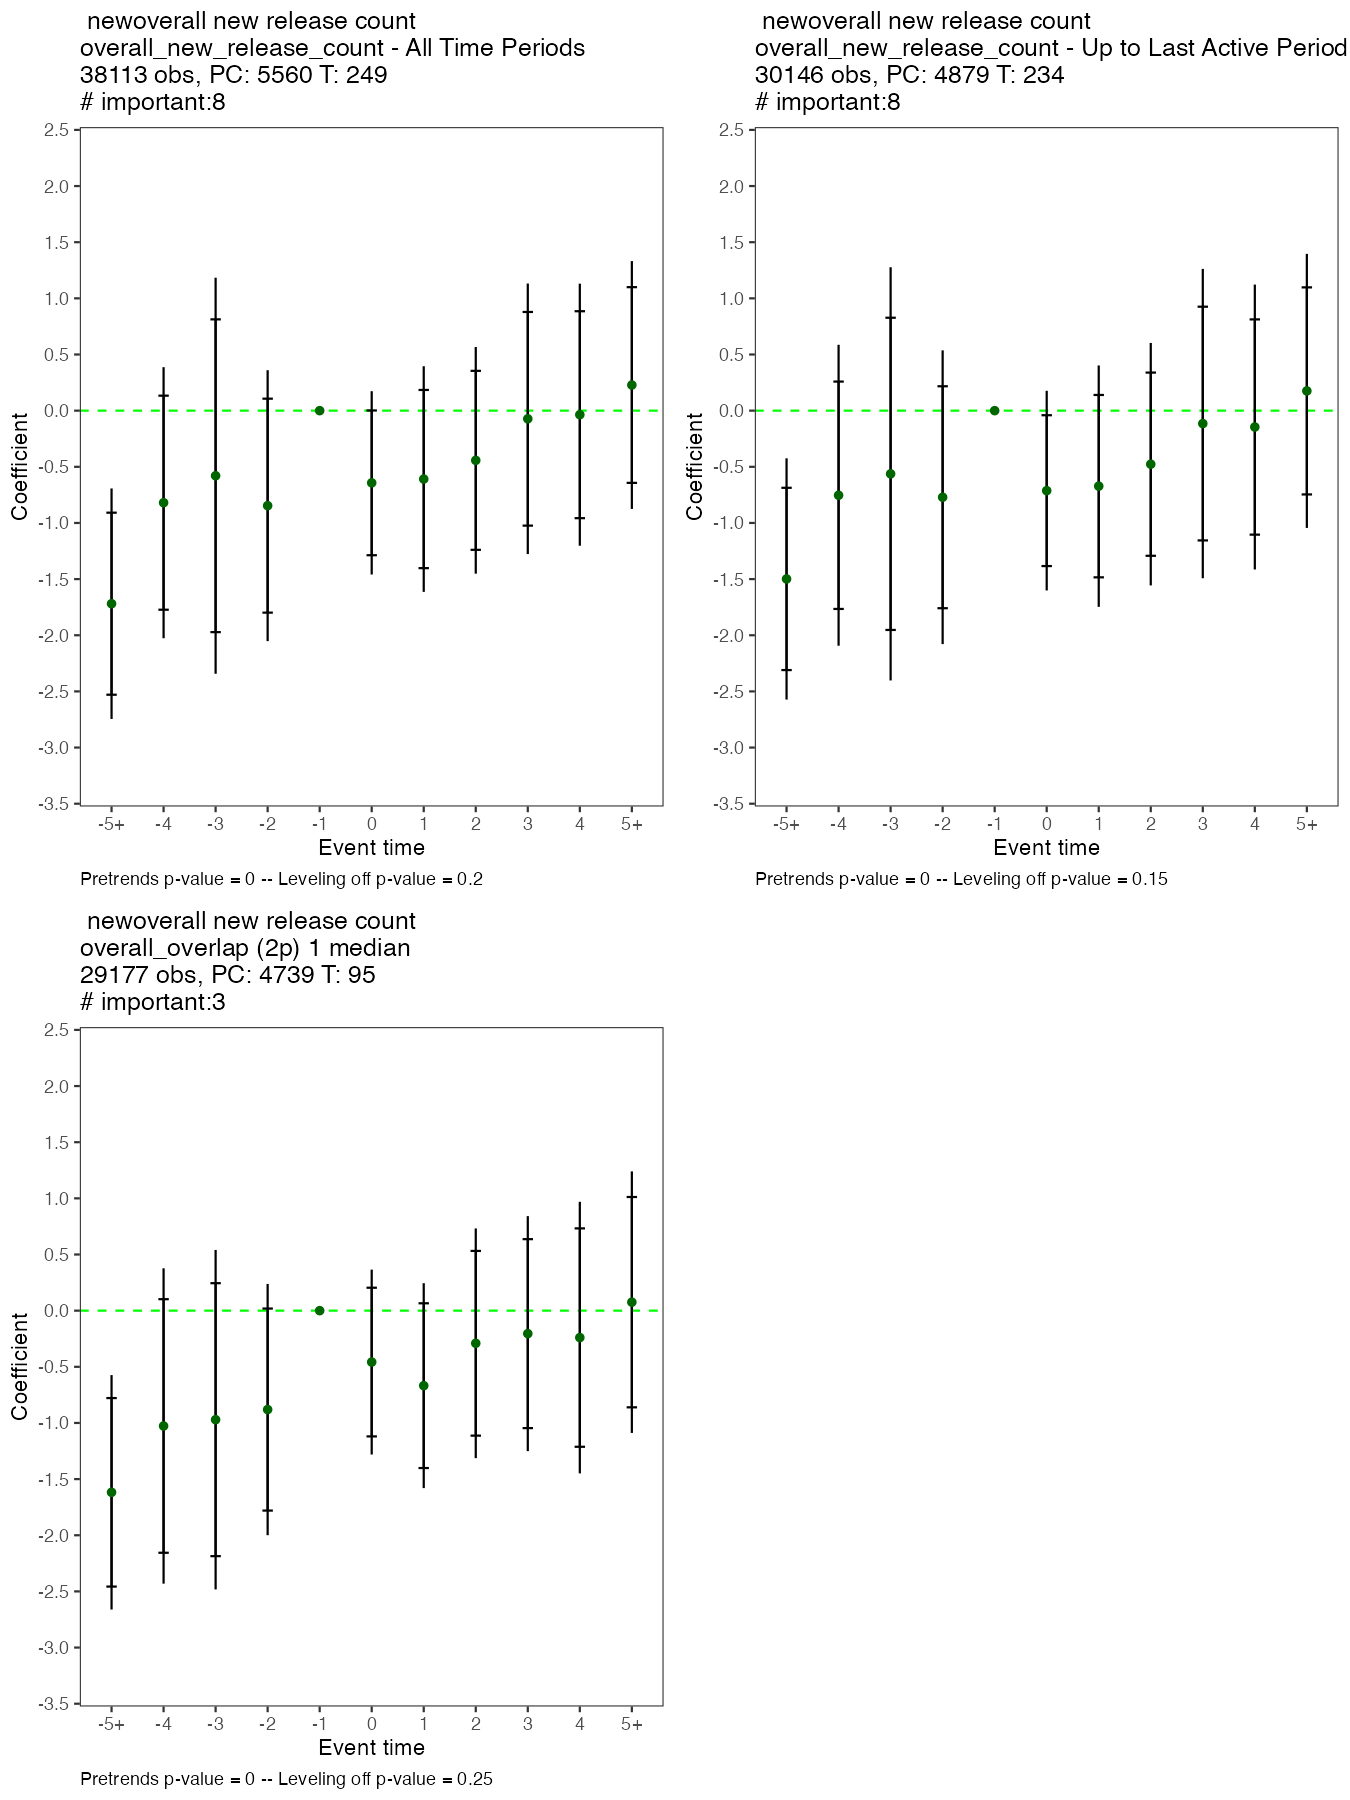 newoverall new release count
overall_new_release_count - All Time Periods
38113 obs, PC: 5560 T: 249
# important:8
2.5
2.0
1.5
1.0
0.5
0.0
-0.5
-1.0
-1.5
-2.0
-2.5
-3.0
-3.5
Coefficient
-5+ -4 -3 -2 -1 0 1 2 3 4 5+
Event time
Pretrends p-value = 0 -- Leveling off p-value = 0.2
newoverall new release count
overall_new_release_count - Up to Last Active Period
30146 obs, PC: 4879 T: 234
# important:8
2.5
2.0
1.5
1.0
0.5
0.0
-0.5
-1.0
-1.5
-2.0
-2.5
-3.0
-3.5
Coefficient
-5+ -4 -3 -2 -1 0 1 2 3 4 5+
Event time
Pretrends p-value = 0 -- Leveling off p-value = 0.15
newoverall new release count
overall_overlap (2p) 1 median
29177 obs, PC: 4739 T: 95
# important:3
2.5
2.0
1.5
1.0
0.5
0.0
-0.5
-1.0
-1.5
-2.0
-2.5
-3.0
-3.5
Coefficient
-5+ -4 -3 -2 -1 0 1 2 3 4 5+
Event time
Pretrends p-value = 0 -- Leveling off p-value = 0.25